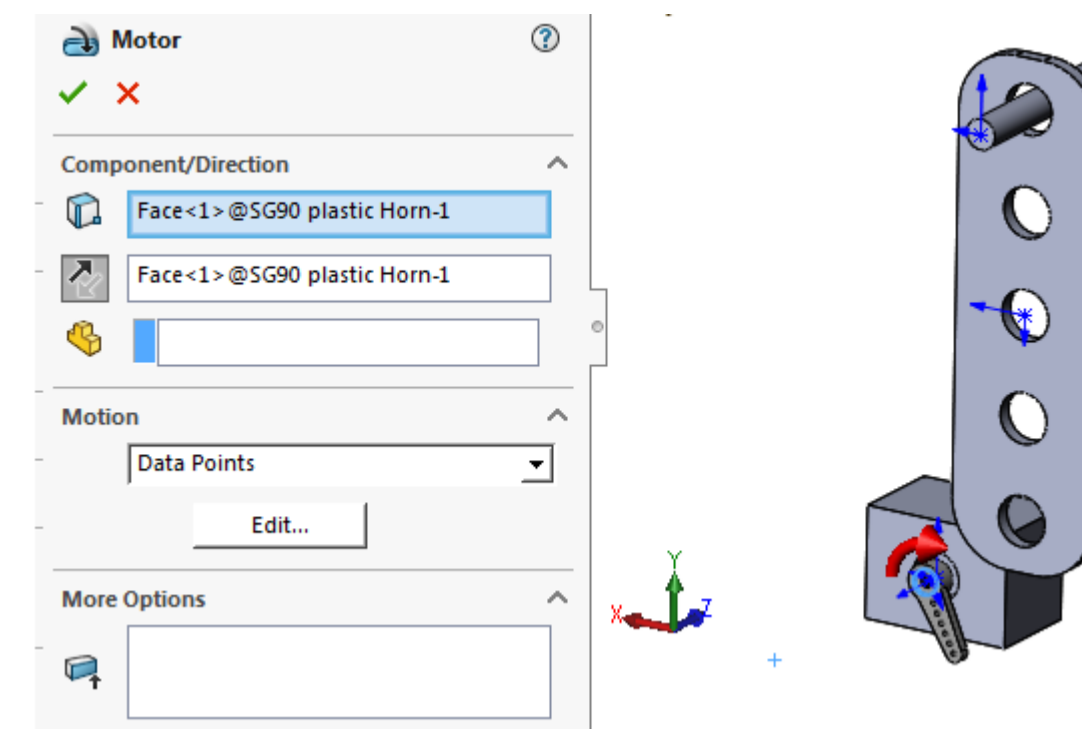 Motor
?
Component/Direction
Face<1>@SG90 plastic Horn-1
Face<1>@SG90 plastic Horn-1
Motion
Data Points
Edit...
More Options
Y
X
Z